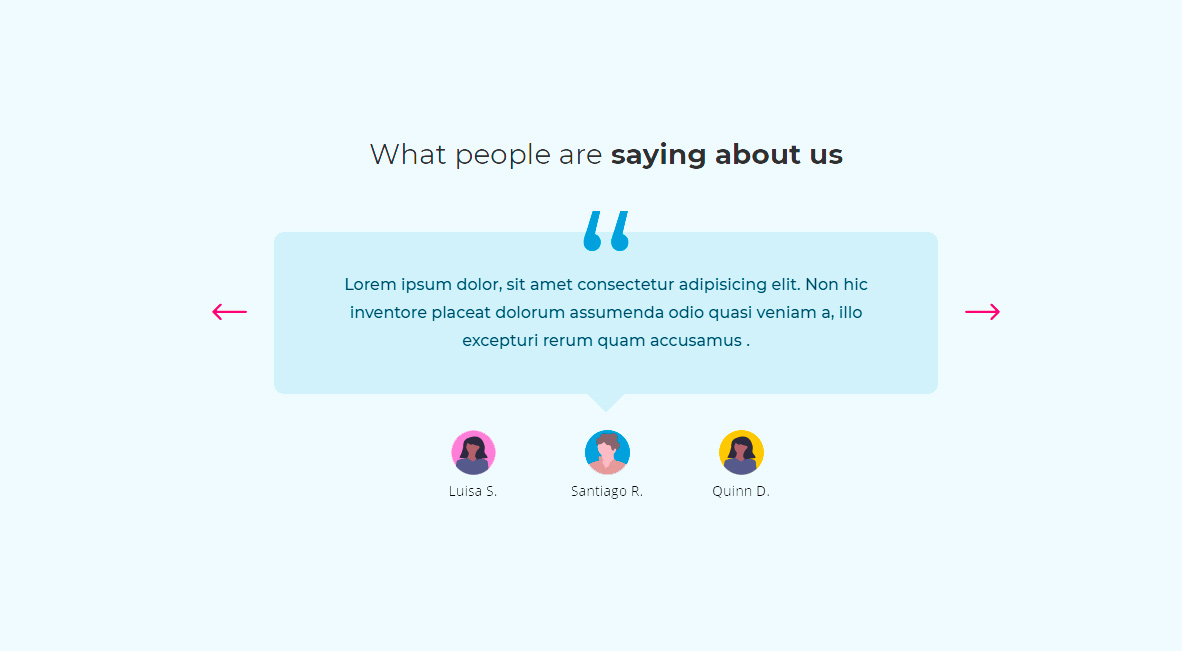 What people are saying about us
“
Lorem ipsum dolor, sit amet consectetur adipisicing elit. Non hic
inventore placeat dolorum assumenda odio quasi veniam a, illo
excepturi rerum quam accusamus .
Luisa S.
Santiago R.
Quinn D.